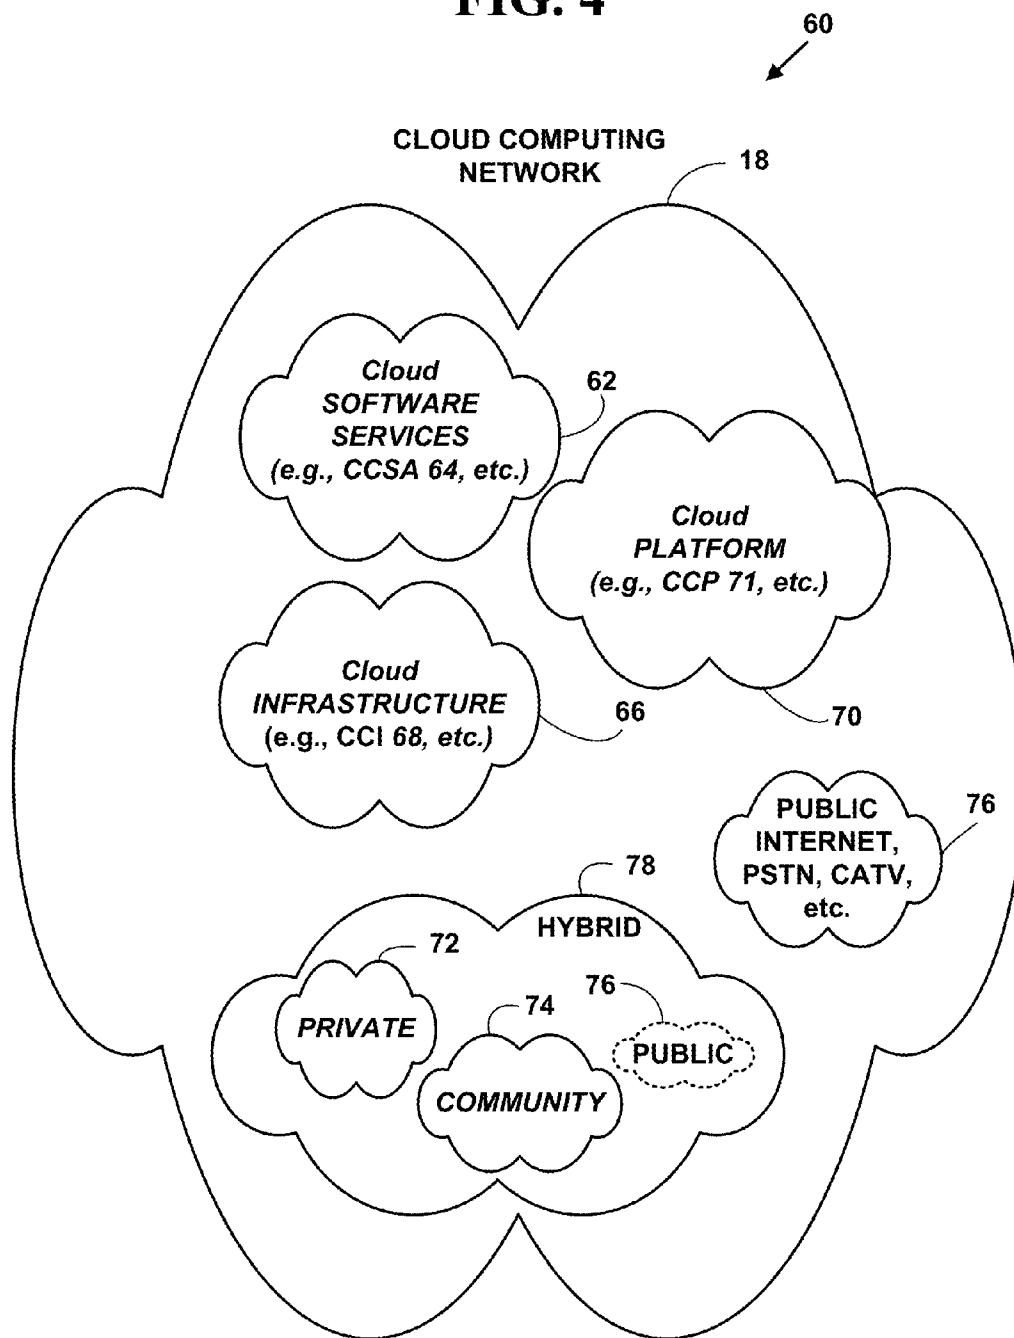 FIG. 4
60
CLOUD COMPUTING
NETWORK
18
Cloud
SOFTWARE
SERVICES
(e.g., CCSA 64, etc.)
62
Cloud
PLATFORM
(e.g., CCP 71, etc.)
70
Cloud
INFRASTRUCTURE
(e.g., CCI 68, etc.)
66
PUBLIC
INTERNET,
PSTN, CATV,
etc.
76
78
HYBRID
72
PRIVATE
74
COMMUNITY
76
PUBLIC